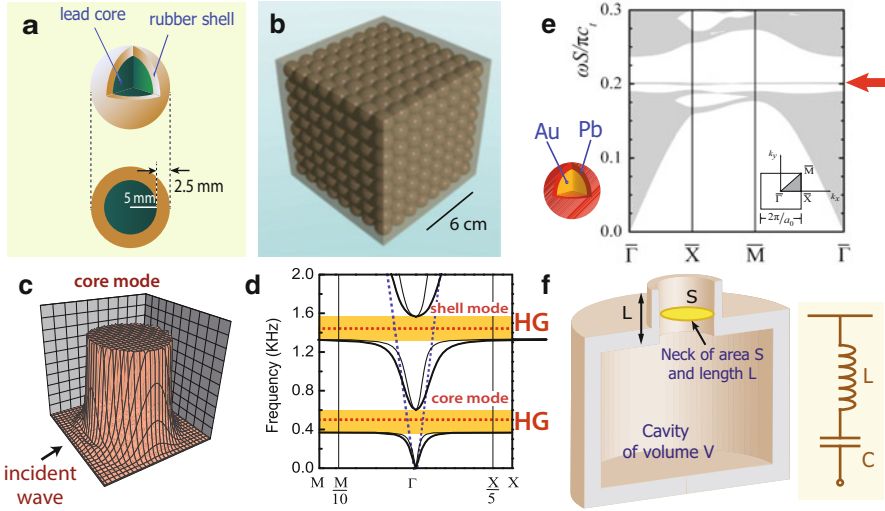 a
lead core
rubber shell
2.5 mm
5 mm
b
6 cm
c
core mode
incident
wave
d
Frequency (KHz)
2.0
1.6
1.2
0.8
0.4
0.0
shell mode
HG
core mode
HG
M
M/10
Γ
X/5
X
e
ωS/πc_t
0.3
0.2
0.1
0.0
Au
Pb
k_y
M̅
Γ̅
X̅
k_x
2π/a₀
Γ̅
X̅
M̅
Γ̅
f
S
L
Neck of area S
and length L
Cavity
of volume V
L
C